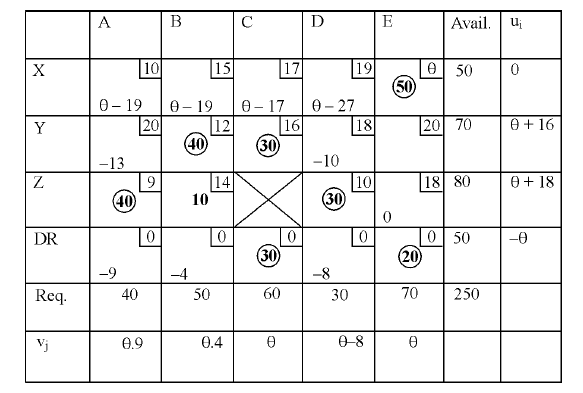 A B C D E Avail. uᵢ
X 10 15 17 19 θ 50 50 0
θ – 19 θ – 19 θ – 17 θ – 27
Y 20 12 40 16 30 18 20 70 θ + 16
–13 –10
Z 9 40 14 10 10 30 18 80 θ + 18
0
DR 0 0 0 30 0 0 20 50 –θ
–9 –4 –8
Req. 40 50 60 30 70 250
vⱼ θ.9 θ.4 θ θ–8 θ